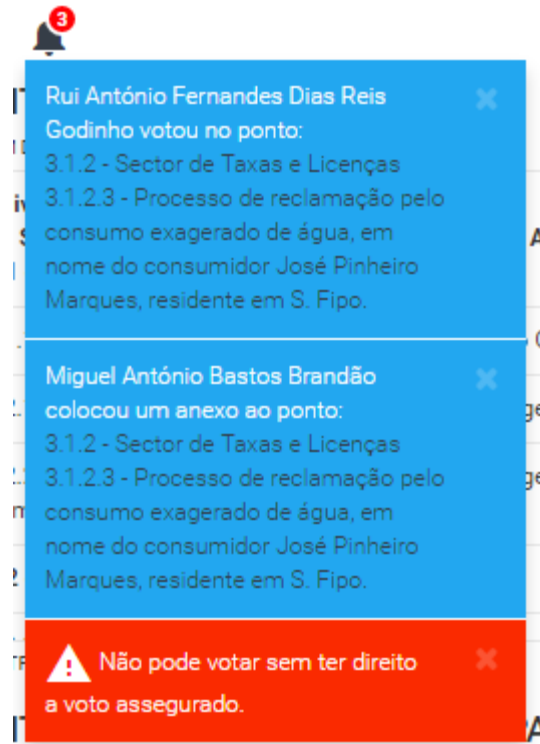 3
Rui António Fernandes Dias Reis
Godinho votou no ponto:
3.1.2 - Sector de Taxas e Licenças
3.1.2.3 - Processo de reclamação pelo
consumo exagerado de água, em
nome do consumidor José Pinheiro
Marques, residente em S. Fipo.
Miguel António Bastos Brandão
colocou um anexo ao ponto:
3.1.2 - Sector de Taxas e Licenças
3.1.2.3 - Processo de reclamação pelo
consumo exagerado de água, em
nome do consumidor José Pinheiro
Marques, residente em S. Fipo.
Não pode votar sem ter direito
a voto assegurado.